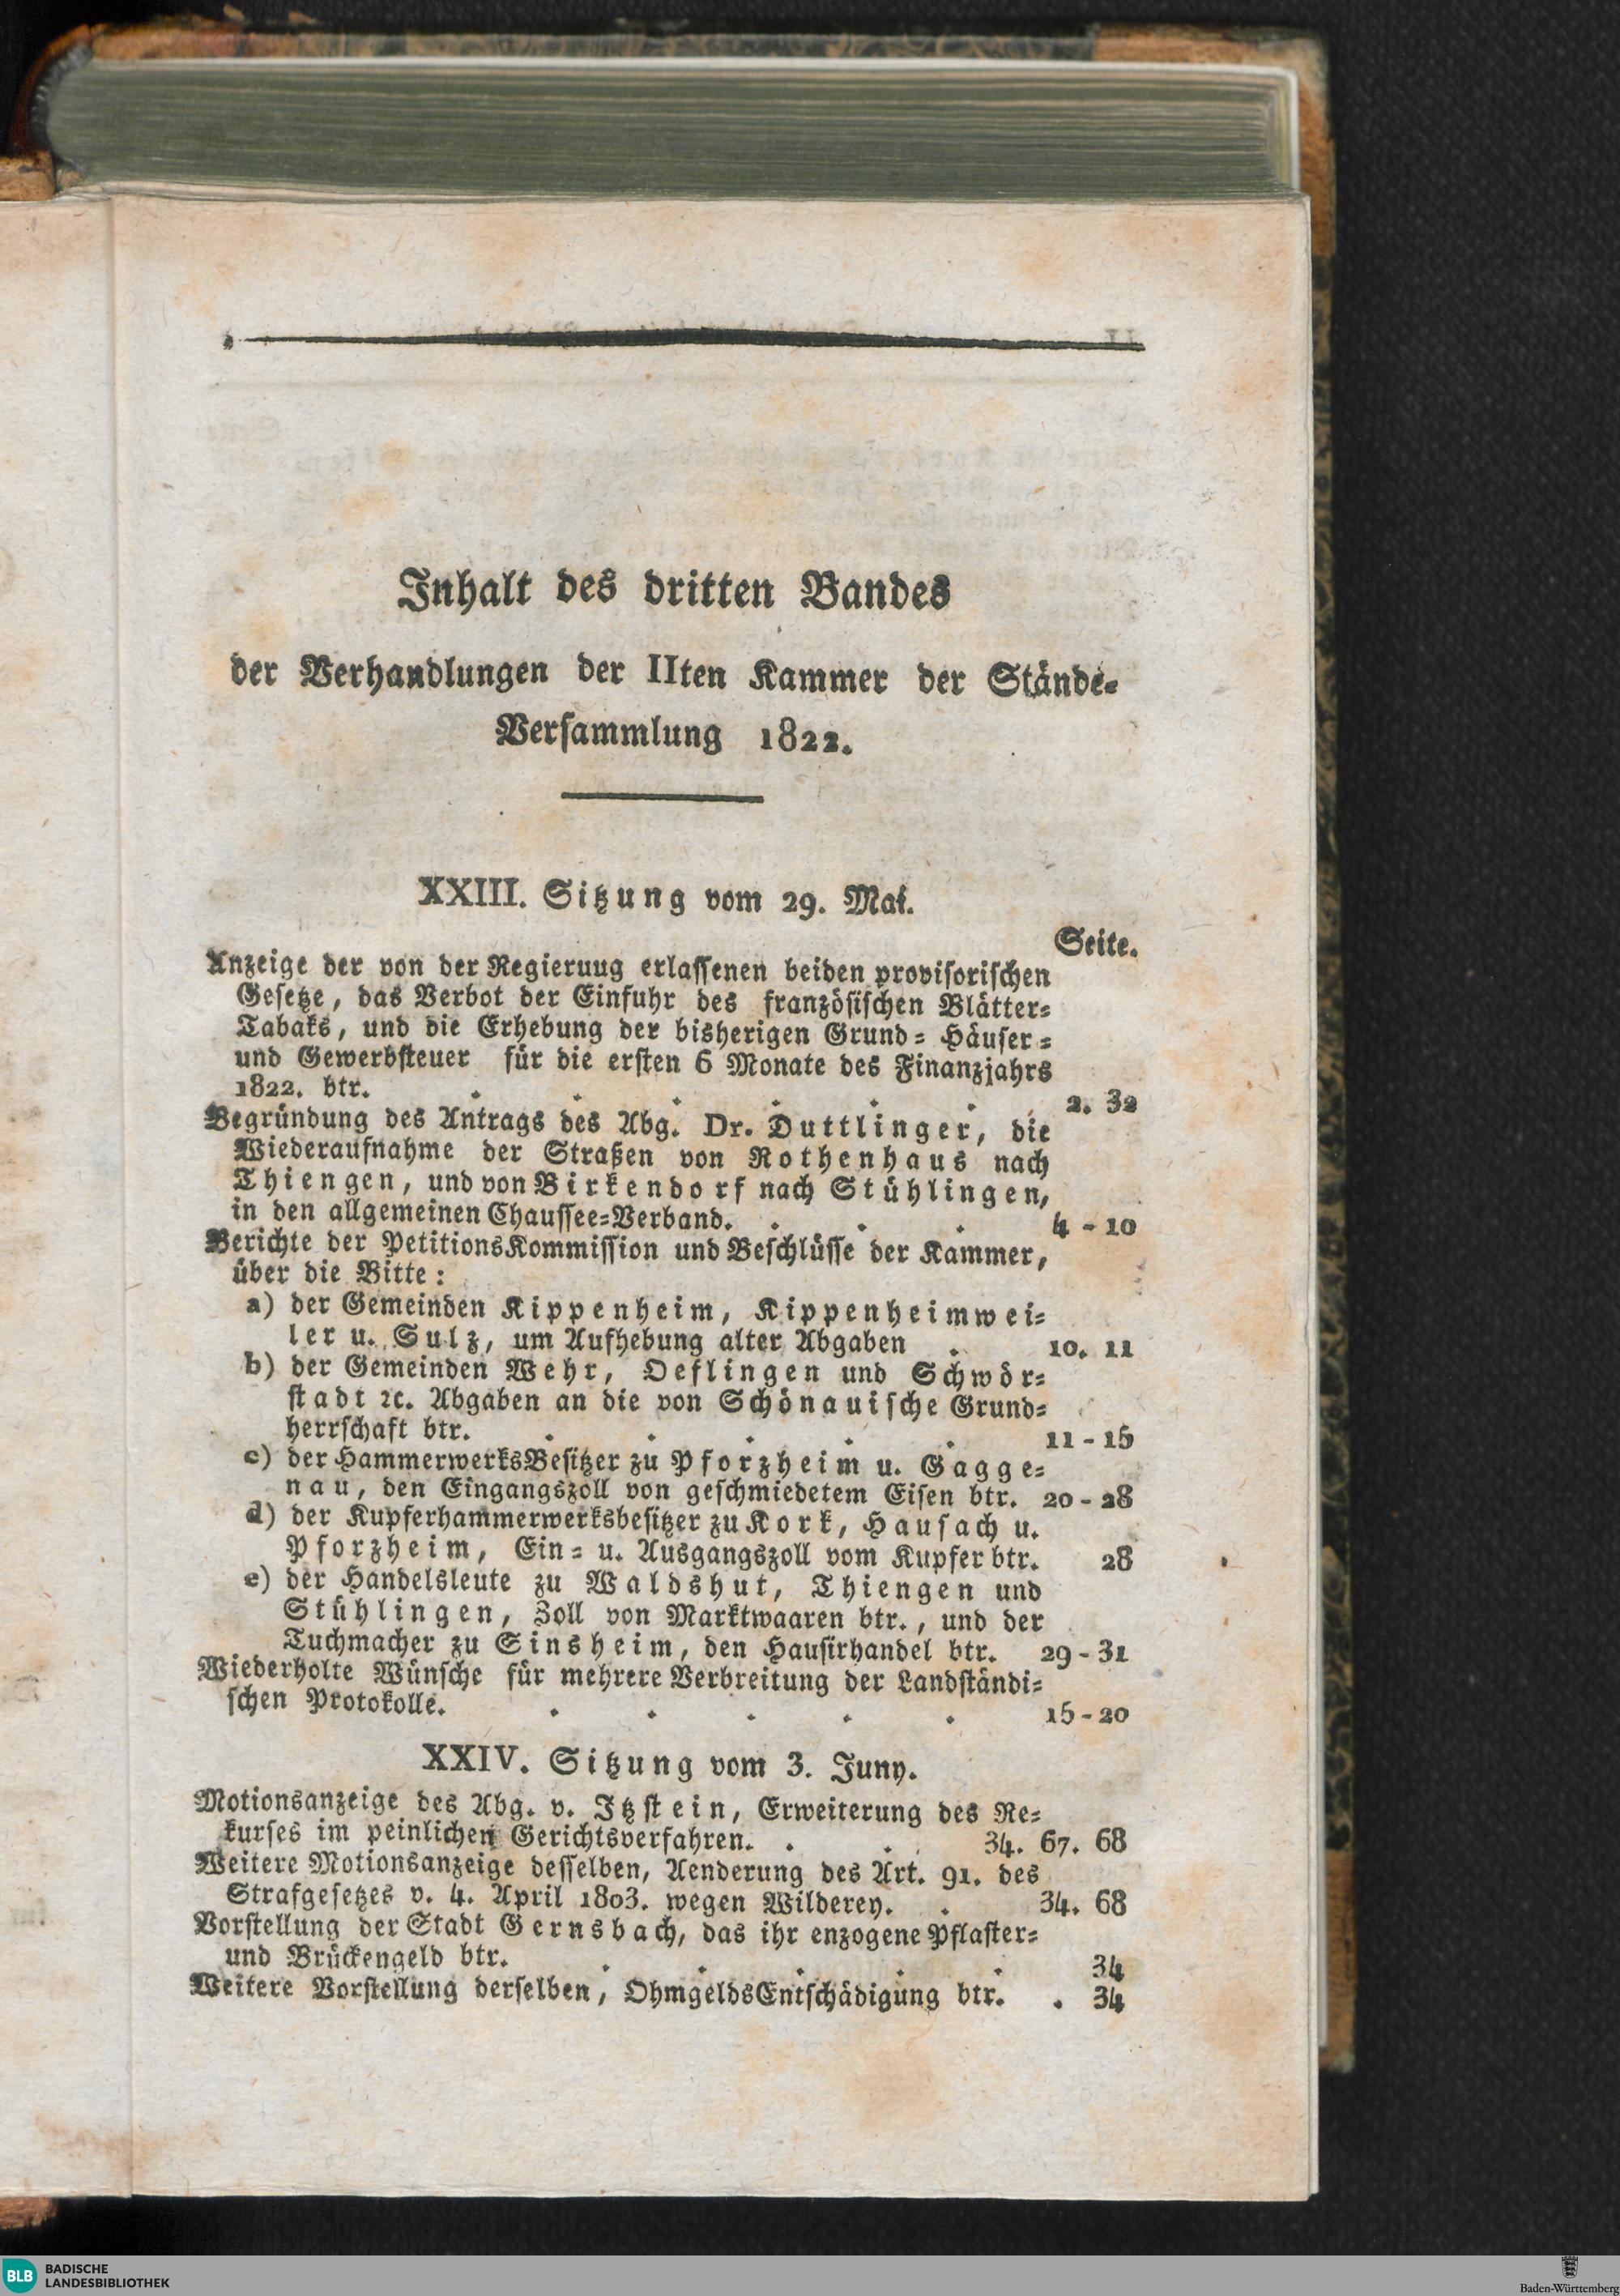 Inhalt des dritten Bandes
der Verhandlungen der IIten Kammer der Stände-
Versammlung 1822.
XXIII. Sitzung vom 29. Mai.
Seite.
Anzeige der von der Regieruug erlassenen beiden provisorischen
Gesetze, das Verbot der Einfuhr des französischen Blätter-
Tabaks, und die Erhebung der bisherigen Grund- Häuser-
und Gewerbsteuer für die ersten 6 Monate des Finanzjahrs
1822. btr. . . . . . . 2. 32
Begründung des Antrags des Abg. Dr. Duttlinger, die
Wiederaufnahme der Straßen von Rothenhaus nach
Thiengen, und von Birkendorf nach Stühlingen,
in den allgemeinen Chaussee-Verband. . . . 4 - 10
Berichte der PetitionsKommission und Beschlüsse der Kammer,
über die Bitte:
a) der Gemeinden Kippenheim, Kippenheimwei-
ler u. Sulz, um Aufhebung alter Abgaben . 10. 11
b) der Gemeinden Wehr, Oeflingen und Schwör-
stadt ꝛc. Abgaben an die von Schönauische Grund-
herrschaft btr. . . . . . 11 - 15
c) der HammerwerksBesitzer zu Pforzheim u. Gagge-
nau, den Eingangszoll von geschmiedetem Eisen btr. 20 - 28
d) der Kupferhammerwerksbesitzer zu Kork, Hausach u.
Pforzheim, Ein- u. Ausgangszoll vom Kupfer btr. 28
e) der Handelsleute zu Waldshut, Thiengen und
Stühlingen, Zoll von Marktwaaren btr., und der
Tuchmacher zu Sinsheim, den Hausirhandel btr. 29 - 31
Wiederholte Wünsche für mehrere Verbreitung der Landständi-
schen Protokolle. . . . . . 15 - 20
XXIV. Sitzung vom 3. Juny.
Motionsanzeige des Abg. v. Itzstein, Erweiterung des Re-
kurses im peinlichen Gerichtsverfahren. . . 34. 67. 68
Weitere Motionsanzeige desselben, Aenderung des Art. 91. des
Strafgesetzes v. 4. April 1803. wegen Wilderey. . 34. 68
Vorstellung der Stadt Gernsbach, das ihr enzogene Pflaster-
und Brückengeld btr. . . . . . 34
Weitere Vorstellung derselben, OhmgeldsEntschädigung btr. . 34
BLB BADISCHE
LANDESBIBLIOTHEK
Baden-Württemberg